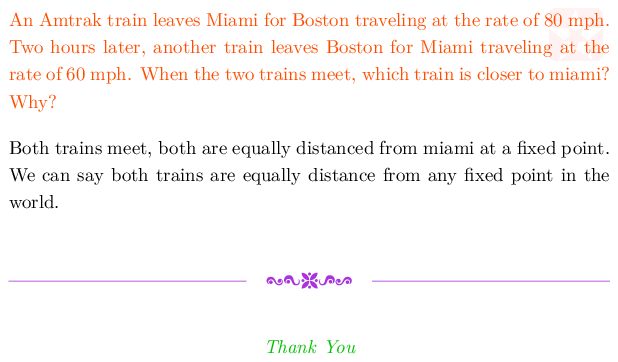 An Amtrak train leaves Miami for Boston traveling at the rate of 80 mph.
Two hours later, another train leaves Boston for Miami traveling at the
rate of 60 mph. When the two trains meet, which train is closer to miami?
Why?
Both trains meet, both are equally distanced from miami at a fixed point.
We can say both trains are equally distance from any fixed point in the
world.
Thank You